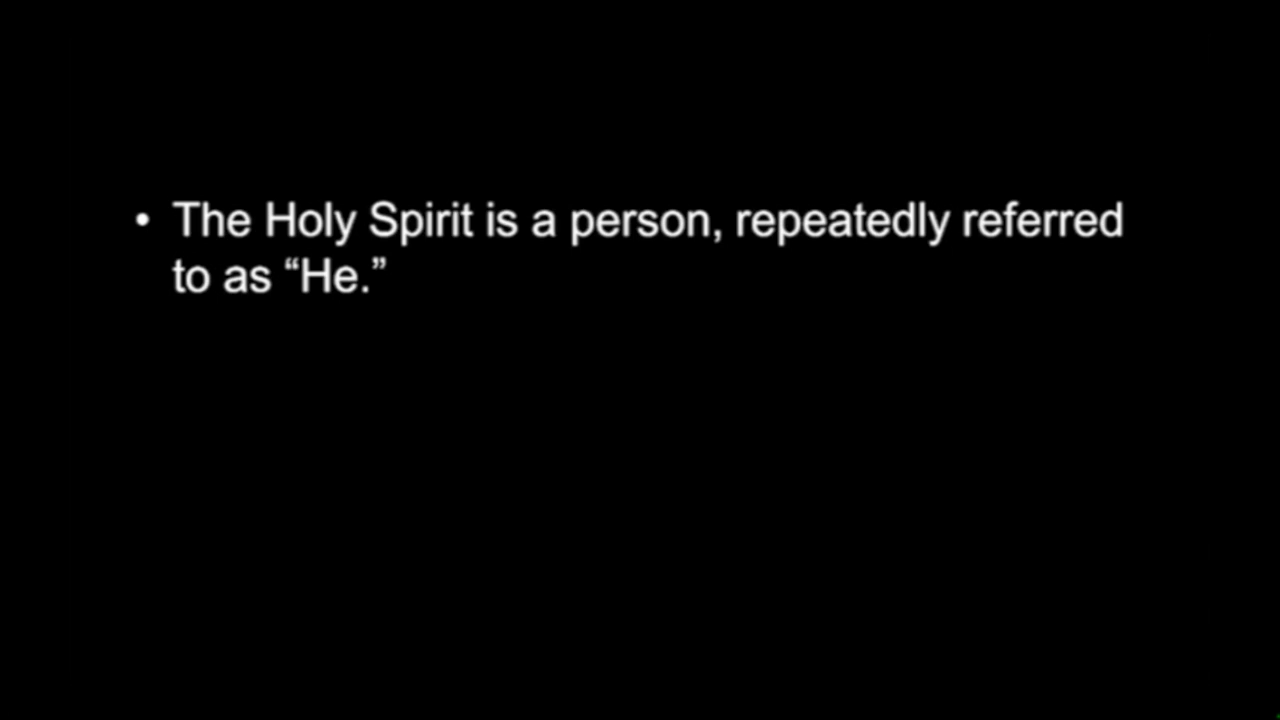 • The Holy Spirit is a person, repeatedly referred
to as “He.”